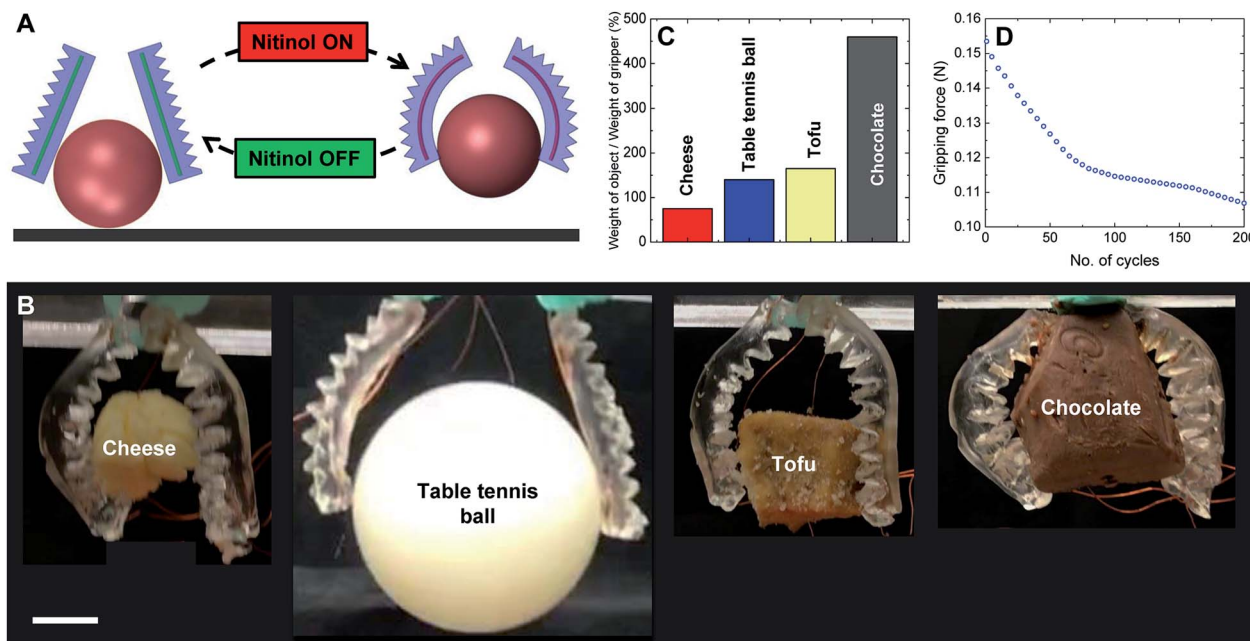 A
Nitinol ON
Nitinol OFF
C
Weight of object / Weight of gripper (%)
500
400
300
200
100
0
Cheese
Table tennis ball
Tofu
Chocolate
D
Gripping force (N)
0.16
0.15
0.14
0.13
0.12
0.11
0.10
0
50
100
150
200
No. of cycles
B
Cheese
Table tennis
ball
Tofu
Chocolate